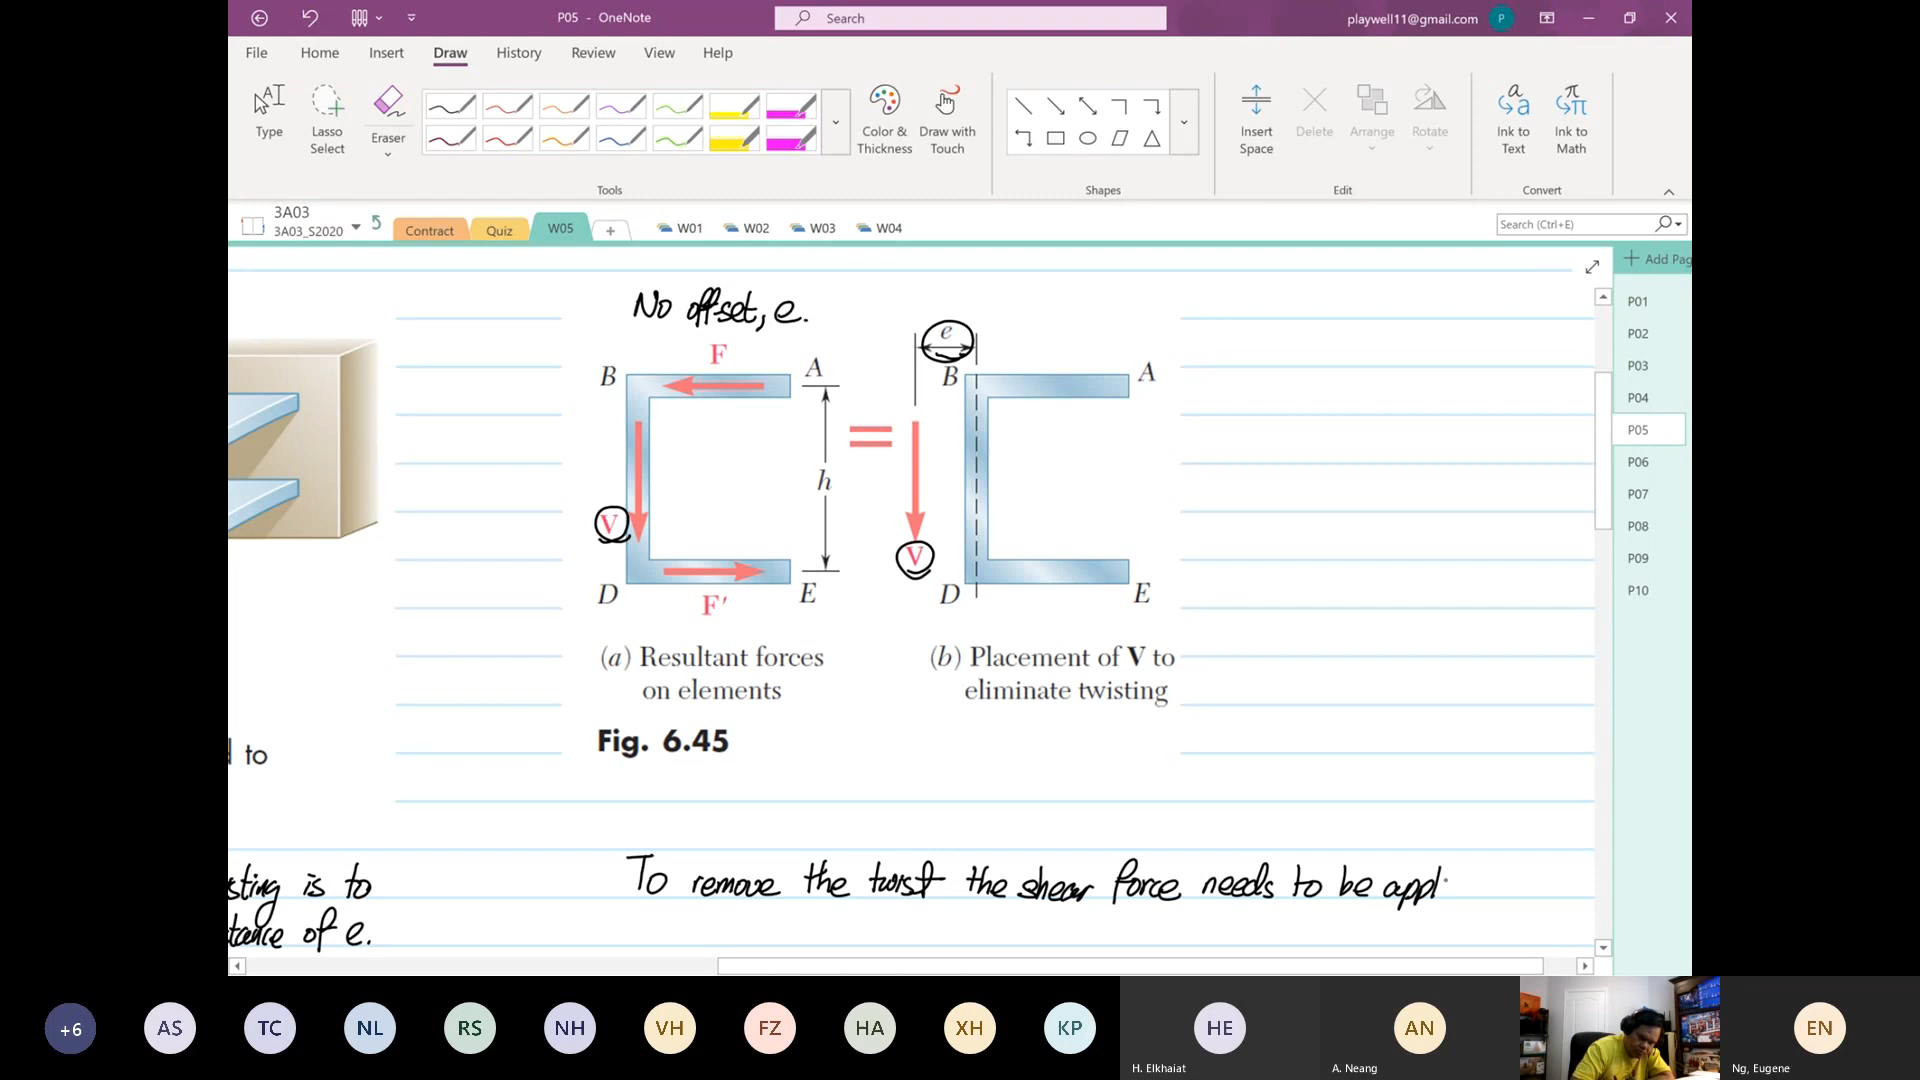 P05 - OneNote
Search
playwell11@gmail.com
P
File
Home
Insert
Draw
History
Review
View
Help
Type
Lasso
Select
Eraser
Color &
Thickness
Draw with
Touch
Insert
Space
Delete
Arrange
Rotate
Ink to
Text
Ink to
Math
Tools
Shapes
Edit
Convert
3A03
3A03_S2020
Contract
Quiz
W05
W01
W02
W03
W04
Search (Ctrl+E)
Add Pag
P01
P02
P03
P04
P05
P06
P07
P08
P09
P10
No offset, e.
F
B
A
h
V
D
E
F′
=
e
B
A
V
D
E
(a) Resultant forces
on elements
(b) Placement of V to
eliminate twisting
Fig. 6.45
to
sting is to
tance of e.
To remove the twist the shear force needs to be appl
+6
AS
TC
NL
RS
NH
VH
FZ
HA
XH
KP
HE
H. Elkhaiat
AN
A. Neang
EN
Ng, Eugene